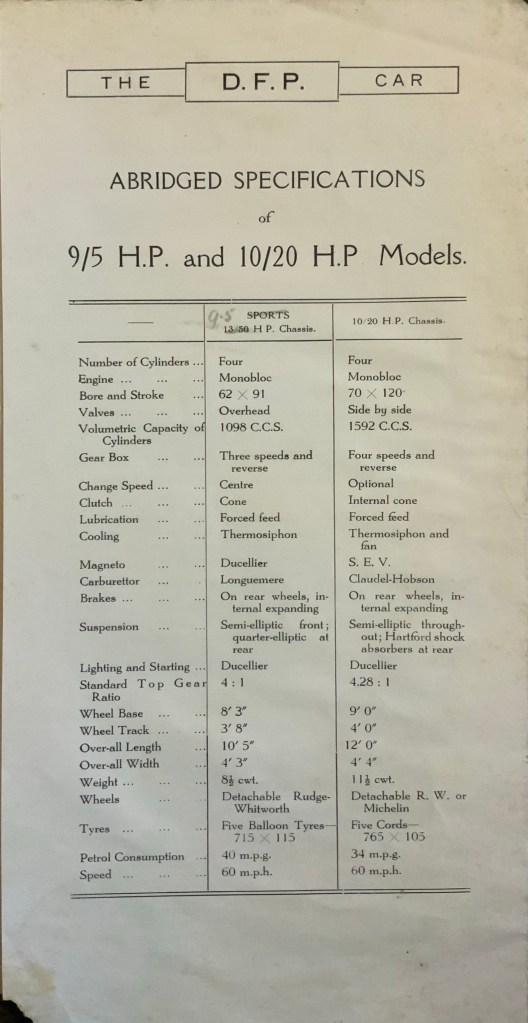 THE D. F. P. CAR
ABRIDGED SPECIFICATIONS
of
9/5 H.P. and 10/20 H.P Models.
9.5 SPORTS
— 13/50 H P. Chassis. 10/20 H.P. Chassis.
Number of Cylinders ... Four Four
Engine ... ... ... Monobloc Monobloc
Bore and Stroke ... 62 × 91 70 × 120
Valves ... ... ... Overhead Side by side
Volumetric Capacity of 1098 C.C.S. 1592 C.C.S.
Cylinders
Gear Box ... ... Three speeds and Four speeds and
reverse reverse
Change Speed ... ... Centre Optional
Clutch ... ... ... Cone Internal cone
Lubrication ... ... Forced feed Forced feed
Cooling ... ... Thermosiphon Thermosiphon and
fan
Magneto ... ... Ducellier S. E. V.
Carburettor ... Longuemere Claudel-Hobson
Brakes ... ... ... On rear wheels, in- On rear wheels, in-
ternal expanding ternal expanding
Suspension ... ... Semi-elliptic front; Semi-elliptic through-
quarter-elliptic at out; Hartford shock
rear absorbers at rear
Lighting and Starting ... Ducellier Ducellier
Standard Top Gear 4 : 1 4.28 : 1
Ratio
Wheel Base ... ... 8′ 3″ 9′ 0″
Wheel Track ... ... 3′ 8″ 4′ 0″
Over-all Length ... 10′ 5″ 12′ 0″
Over-all Width ... 4′ 3″ 4′ 4″
Weight ... ... ... 8½ cwt. 11½ cwt.
Wheels ... ... Detachable Rudge- Detachable R. W. or
Whitworth Michelin
Tyres ... ... ... Five Balloon Tyres— Five Cords—
715 × 115 765 × 105
Petrol Consumption ... 40 m.p.g. 34 m.p.g.
Speed ... ... ... 60 m.p.h. 60 m.p.h.